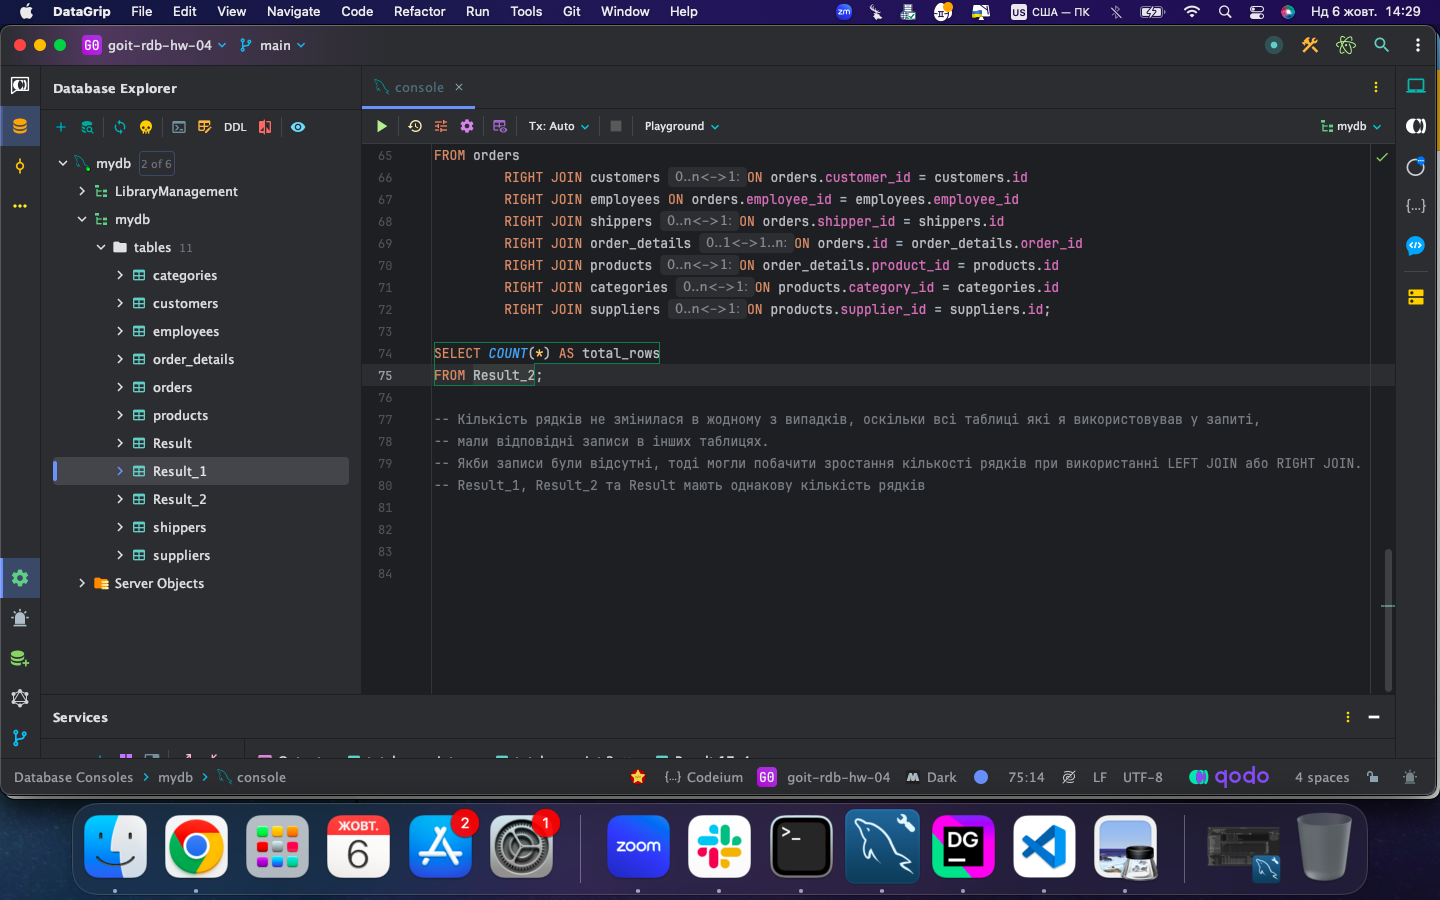 DataGrip File Edit View Navigate Code Refactor Run Tools Git Window Help zm US США — ПК Нд 6 жовт. 14:29
G0 goit-rdb-hw-04 main
Database Explorer
console
DDL
Tx: Auto Playground mydb
mydb 2 of 6
LibraryManagement
mydb
tables 11
categories
customers
employees
order_details
orders
products
Result
Result_1
Result_2
shippers
suppliers
Server Objects
65 FROM orders
66 RIGHT JOIN customers 0..n<->1: ON orders.customer_id = customers.id
67 RIGHT JOIN employees ON orders.employee_id = employees.employee_id
68 RIGHT JOIN shippers 0..n<->1: ON orders.shipper_id = shippers.id
69 RIGHT JOIN order_details 0..1<->1..n: ON orders.id = order_details.order_id
70 RIGHT JOIN products 0..n<->1: ON order_details.product_id = products.id
71 RIGHT JOIN categories 0..n<->1: ON products.category_id = categories.id
72 RIGHT JOIN suppliers 0..n<->1: ON products.supplier_id = suppliers.id;
73
74 SELECT COUNT(*) AS total_rows
75 FROM Result_2;
76
77 -- Кількість рядків не змінилася в жодному з випадків, оскільки всі таблиці які я використовував у запиті,
78 -- мали відповідні записи в інших таблицях.
79 -- Якби записи були відсутні, тоді могли побачити зростання кількості рядків при використанні LEFT JOIN або RIGHT JOIN.
80 -- Result_1, Result_2 та Result мають однакову кількість рядків
81
82
83
84
Services
Database Consoles mydb console {...} Codeium G0 goit-rdb-hw-04 Dark 75:14 LF UTF-8 qodo 4 spaces
ЖОВТ.
6
2
1
zoom
>_
DG